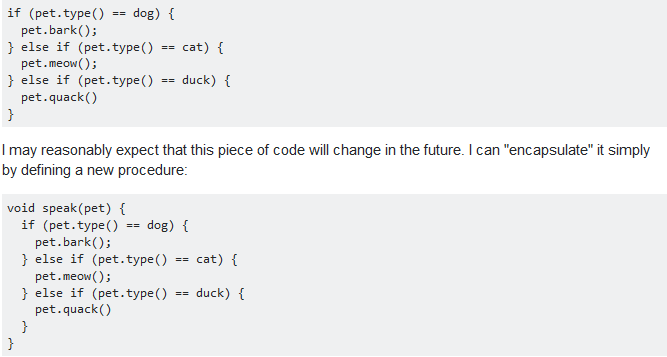 if (pet.type() == dog) {
  pet.bark();
} else if (pet.type() == cat) {
  pet.meow();
} else if (pet.type() == duck) {
  pet.quack()
}
I may reasonably expect that this piece of code will change in the future. I can "encapsulate" it simply
by defining a new procedure:
void speak(pet) {
  if (pet.type() == dog) {
    pet.bark();
  } else if (pet.type() == cat) {
    pet.meow();
  } else if (pet.type() == duck) {
    pet.quack()
  }
}